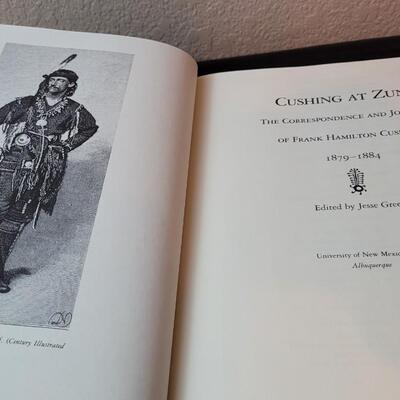 (Century Illustrated
CUSHING AT ZUN
THE CORRESPONDENCE AND JO
OF FRANK HAMILTON CUS
1879–1884
Edited by Jesse Gree
University of New Mexic
Albuquerque